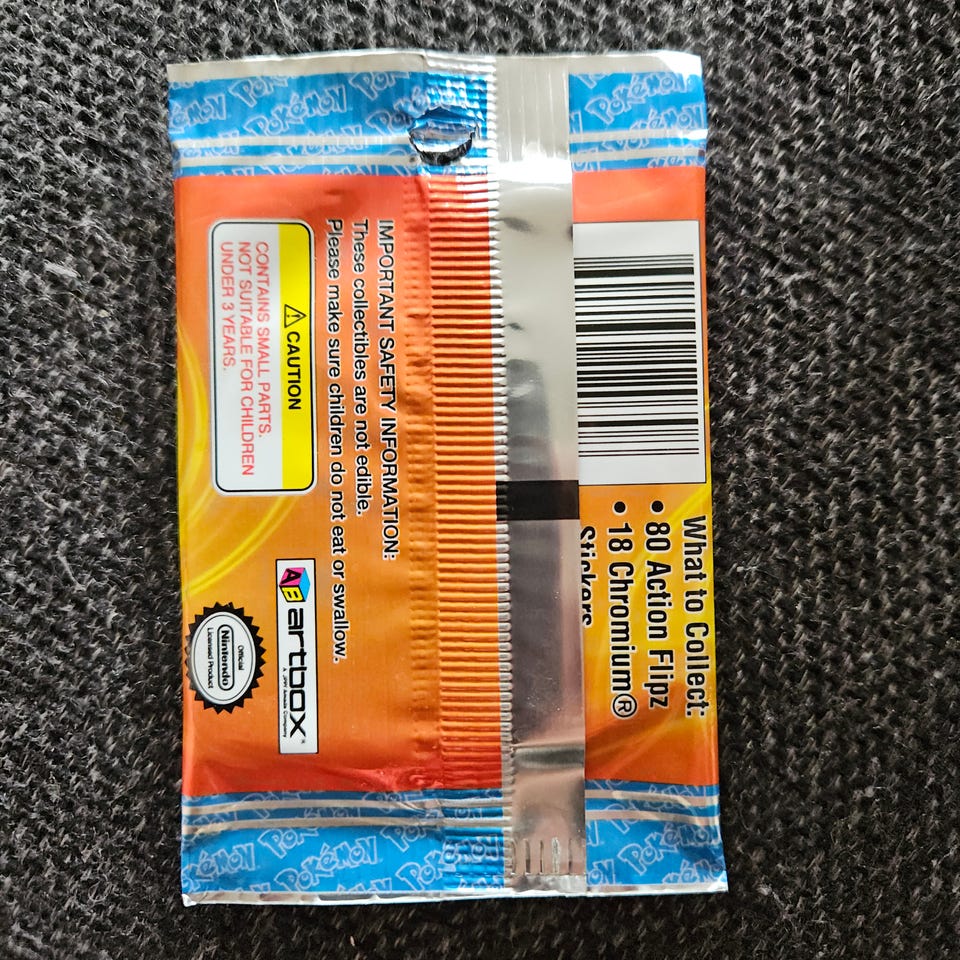 What to Collect:
• 80 Action Flipz
• 18 Chromium®
Stickers
IMPORTANT SAFETY INFORMATION:
These collectibles are not edible.
Please make sure children do not eat or swallow.
⚠ CAUTION
CONTAINS SMALL PARTS.
NOT SUITABLE FOR CHILDREN
UNDER 3 YEARS.
AB artbox
Official
Nintendo
Licensed Product
Pokémon